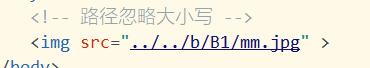 <!-- 路径忽略大小写 -->
<img src="../../b/B1/mm.jpg" >
/body>